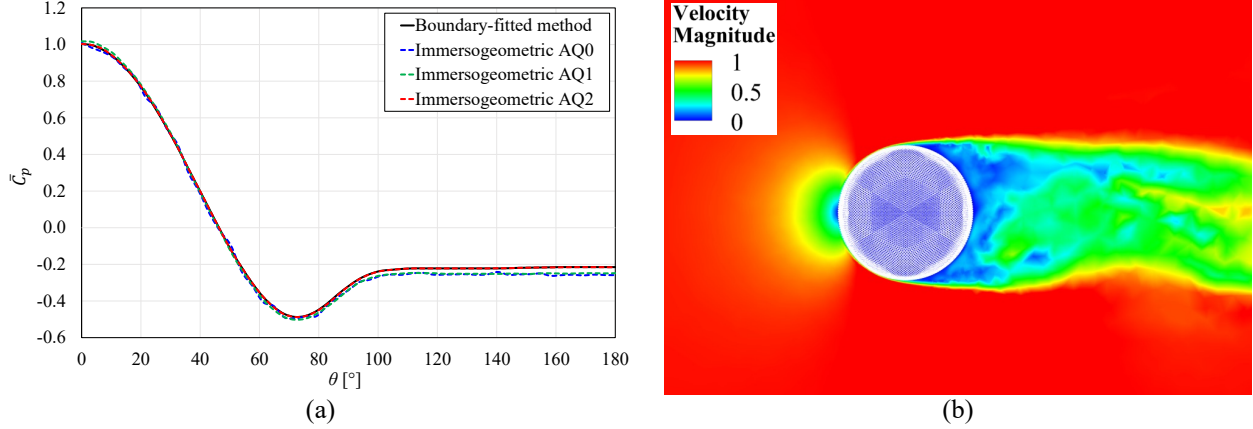 1.2
1.0
0.8
0.6
0.4
0.2
0.0
-0.2
-0.4
-0.6
C̄p
0 20 40 60 80 100 120 140 160 180
θ [°]
Boundary-fitted method
Immersogeometric AQ0
Immersogeometric AQ1
Immersogeometric AQ2
(a)
Velocity
Magnitude
1
0.5
0
(b)